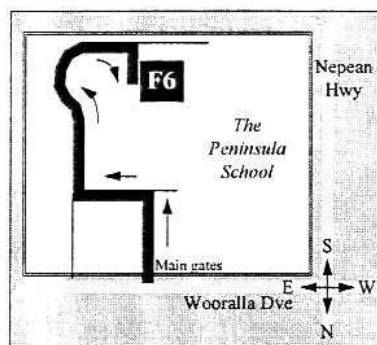 F6
Nepean
Hwy
The
Peninsula
School
Main gates
Wooralla Dve
S
E W
N